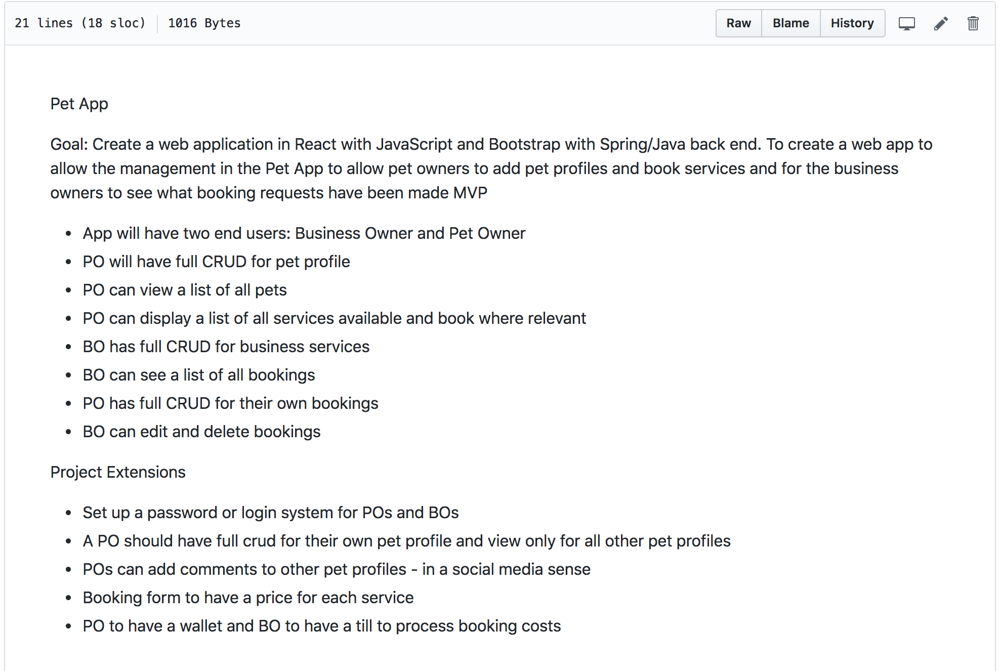 21 lines (18 sloc) 1016 Bytes Raw Blame History
Pet App
Goal: Create a web application in React with JavaScript and Bootstrap with Spring/Java back end. To create a web app to
allow the management in the Pet App to allow pet owners to add pet profiles and book services and for the business
owners to see what booking requests have been made MVP
• App will have two end users: Business Owner and Pet Owner
• PO will have full CRUD for pet profile
• PO can view a list of all pets
• PO can display a list of all services available and book where relevant
• BO has full CRUD for business services
• BO can see a list of all bookings
• PO has full CRUD for their own bookings
• BO can edit and delete bookings
Project Extensions
• Set up a password or login system for POs and BOs
• A PO should have full crud for their own pet profile and view only for all other pet profiles
• POs can add comments to other pet profiles - in a social media sense
• Booking form to have a price for each service
• PO to have a wallet and BO to have a till to process booking costs